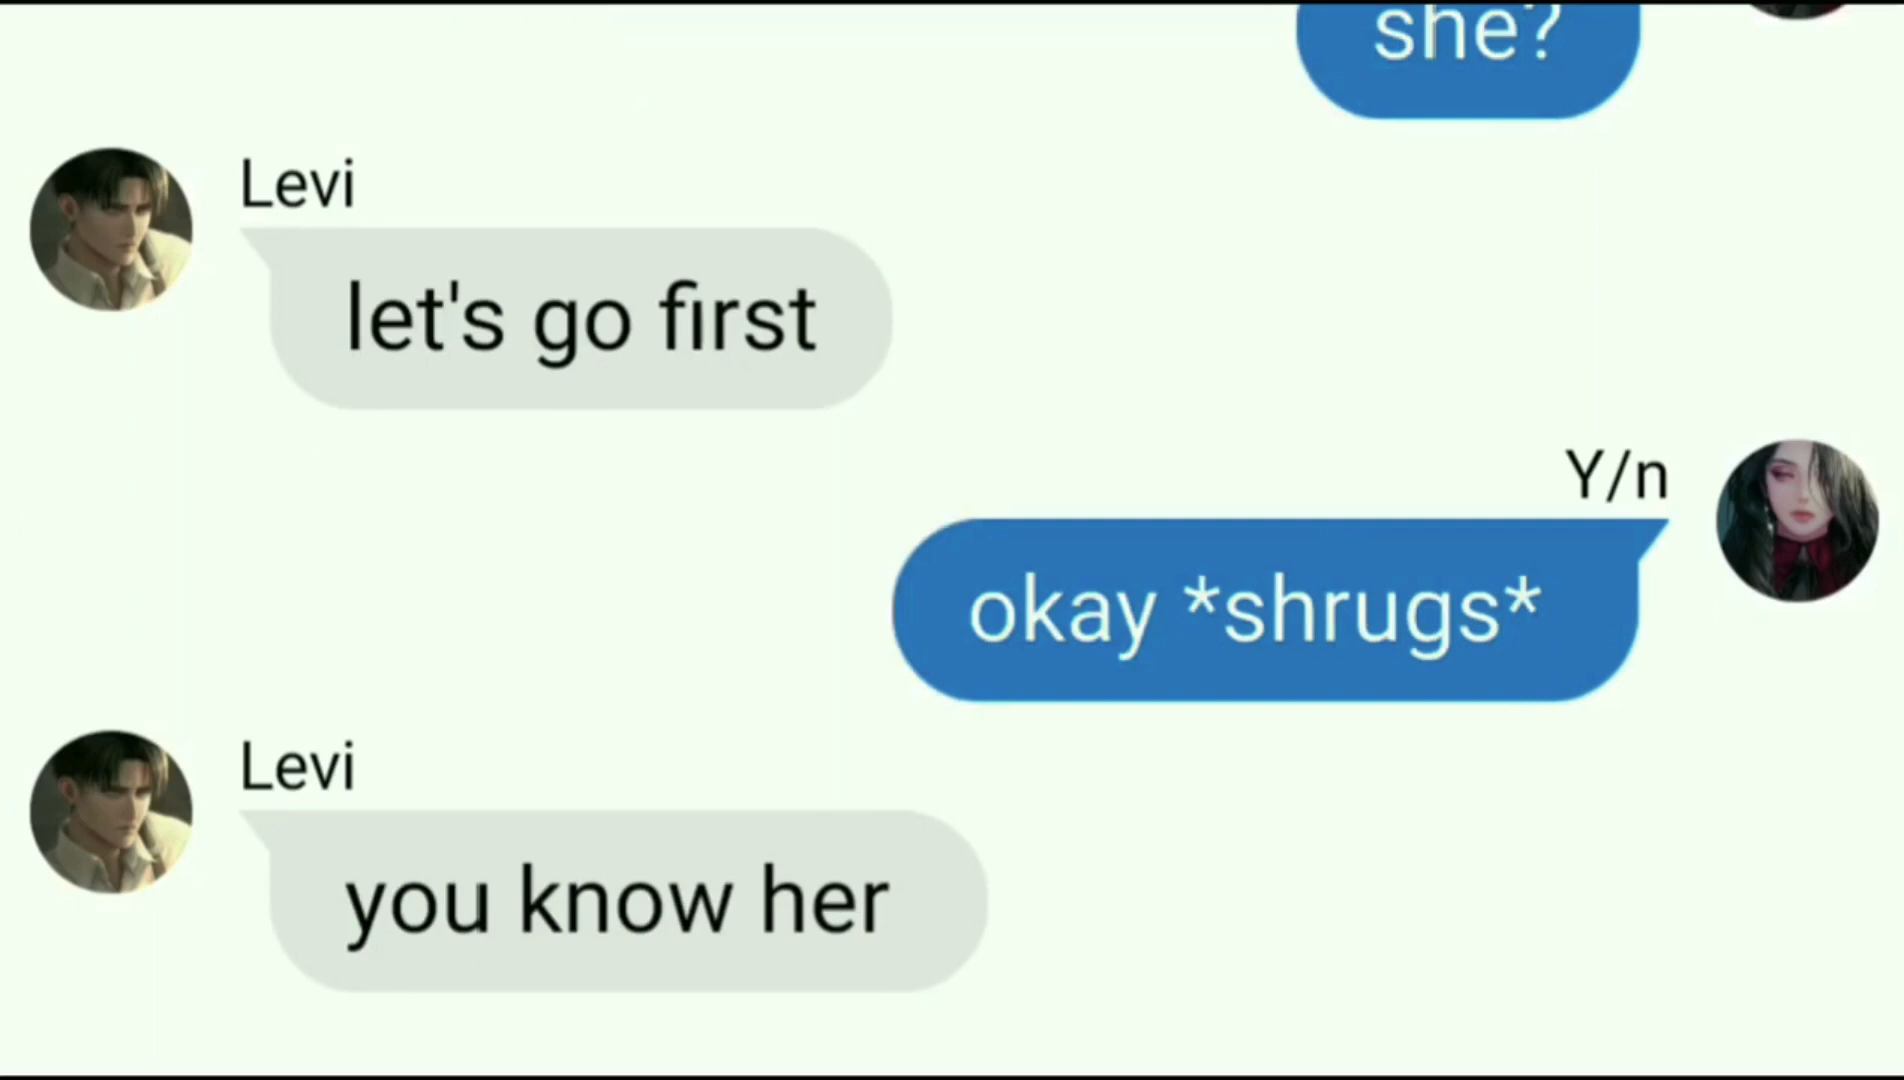 she?
Levi
let's go first
Y/n
okay *shrugs*
Levi
you know her